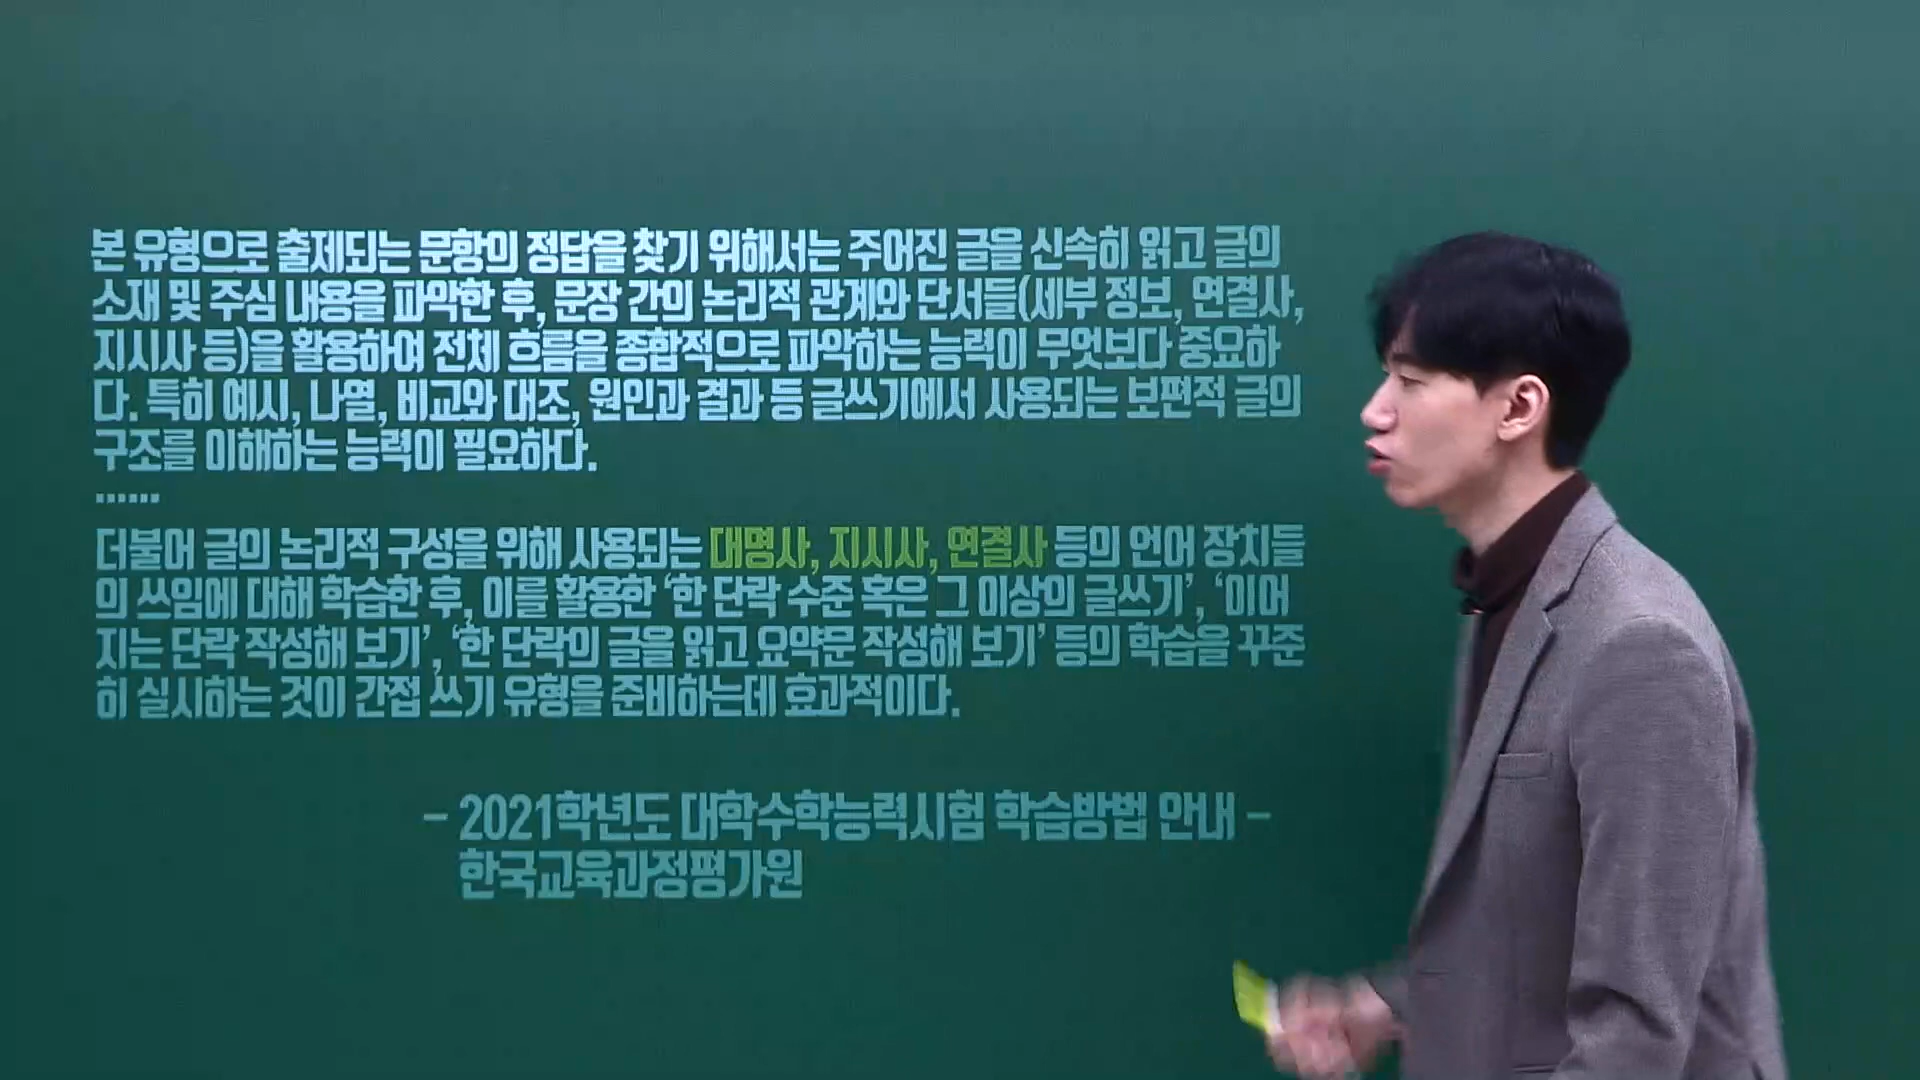 본 유형으로 출제되는 문항의 정답을 찾기 위해서는 주어진 글을 신속히 읽고 글의
소재 및 주심 내용을 파악한 후, 문장 간의 논리적 관계와 단서들(세부 정보, 연결사,
지시사 등)을 활용하여 전체 흐름을 종합적으로 파악하는 능력이 무엇보다 중요하
다. 특히 예시, 나열, 비교와 대조, 원인과 결과 등 글쓰기에서 사용되는 보편적 글의
구조를 이해하는 능력이 필요하다.
......
더불어 글의 논리적 구성을 위해 사용되는 대명사, 지시사, 연결사 등의 언어 장치들
의 쓰임에 대해 학습한 후, 이를 활용한 ‘한 단락 수준 혹은 그 이상의 글쓰기’, ‘이어
지는 단락 작성해 보기’, ‘한 단락의 글을 읽고 요약문 작성해 보기’ 등의 학습을 꾸준
히 실시하는 것이 간접 쓰기 유형을 준비하는데 효과적이다.
– 2021학년도 대학수학능력시험 학습방법 안내 –
한국교육과정평가원